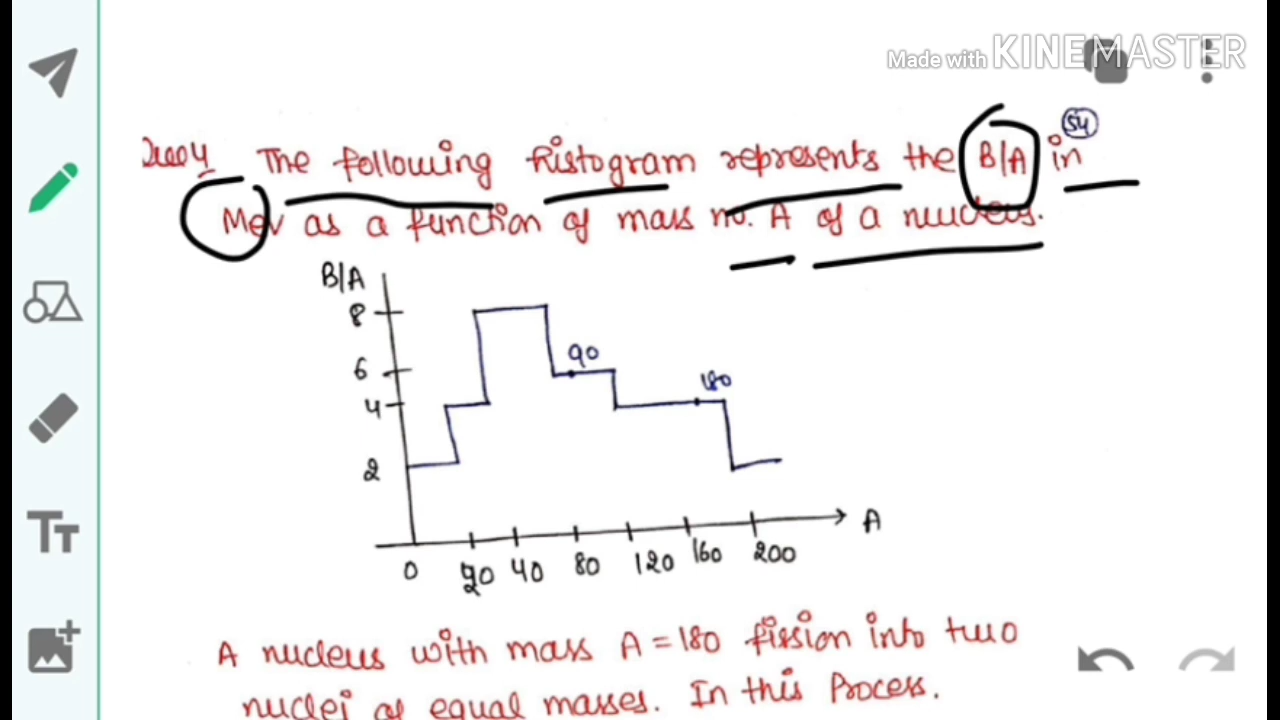 Made with KINEMASTER
54
The following histogram represents the B/A in
Mev as a function of mass no. A of a nucleus.
B/A
8
6
4
2
90
180
0 20 40 80 120 160 200
A
A nucleus with mass A = 180 fission into two
nuclei of equal masses. In this Process.
TT